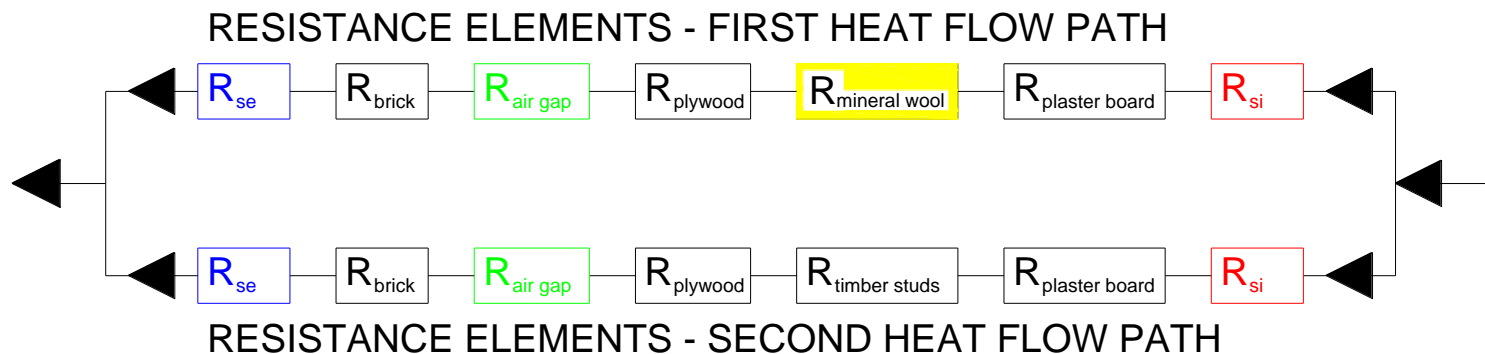 RESISTANCE ELEMENTS - FIRST HEAT FLOW PATH
Rse Rbrick Rair gap Rplywood Rmineral wool Rplaster board Rsi
Rse Rbrick Rair gap Rplywood Rtimber studs Rplaster board Rsi
RESISTANCE ELEMENTS - SECOND HEAT FLOW PATH